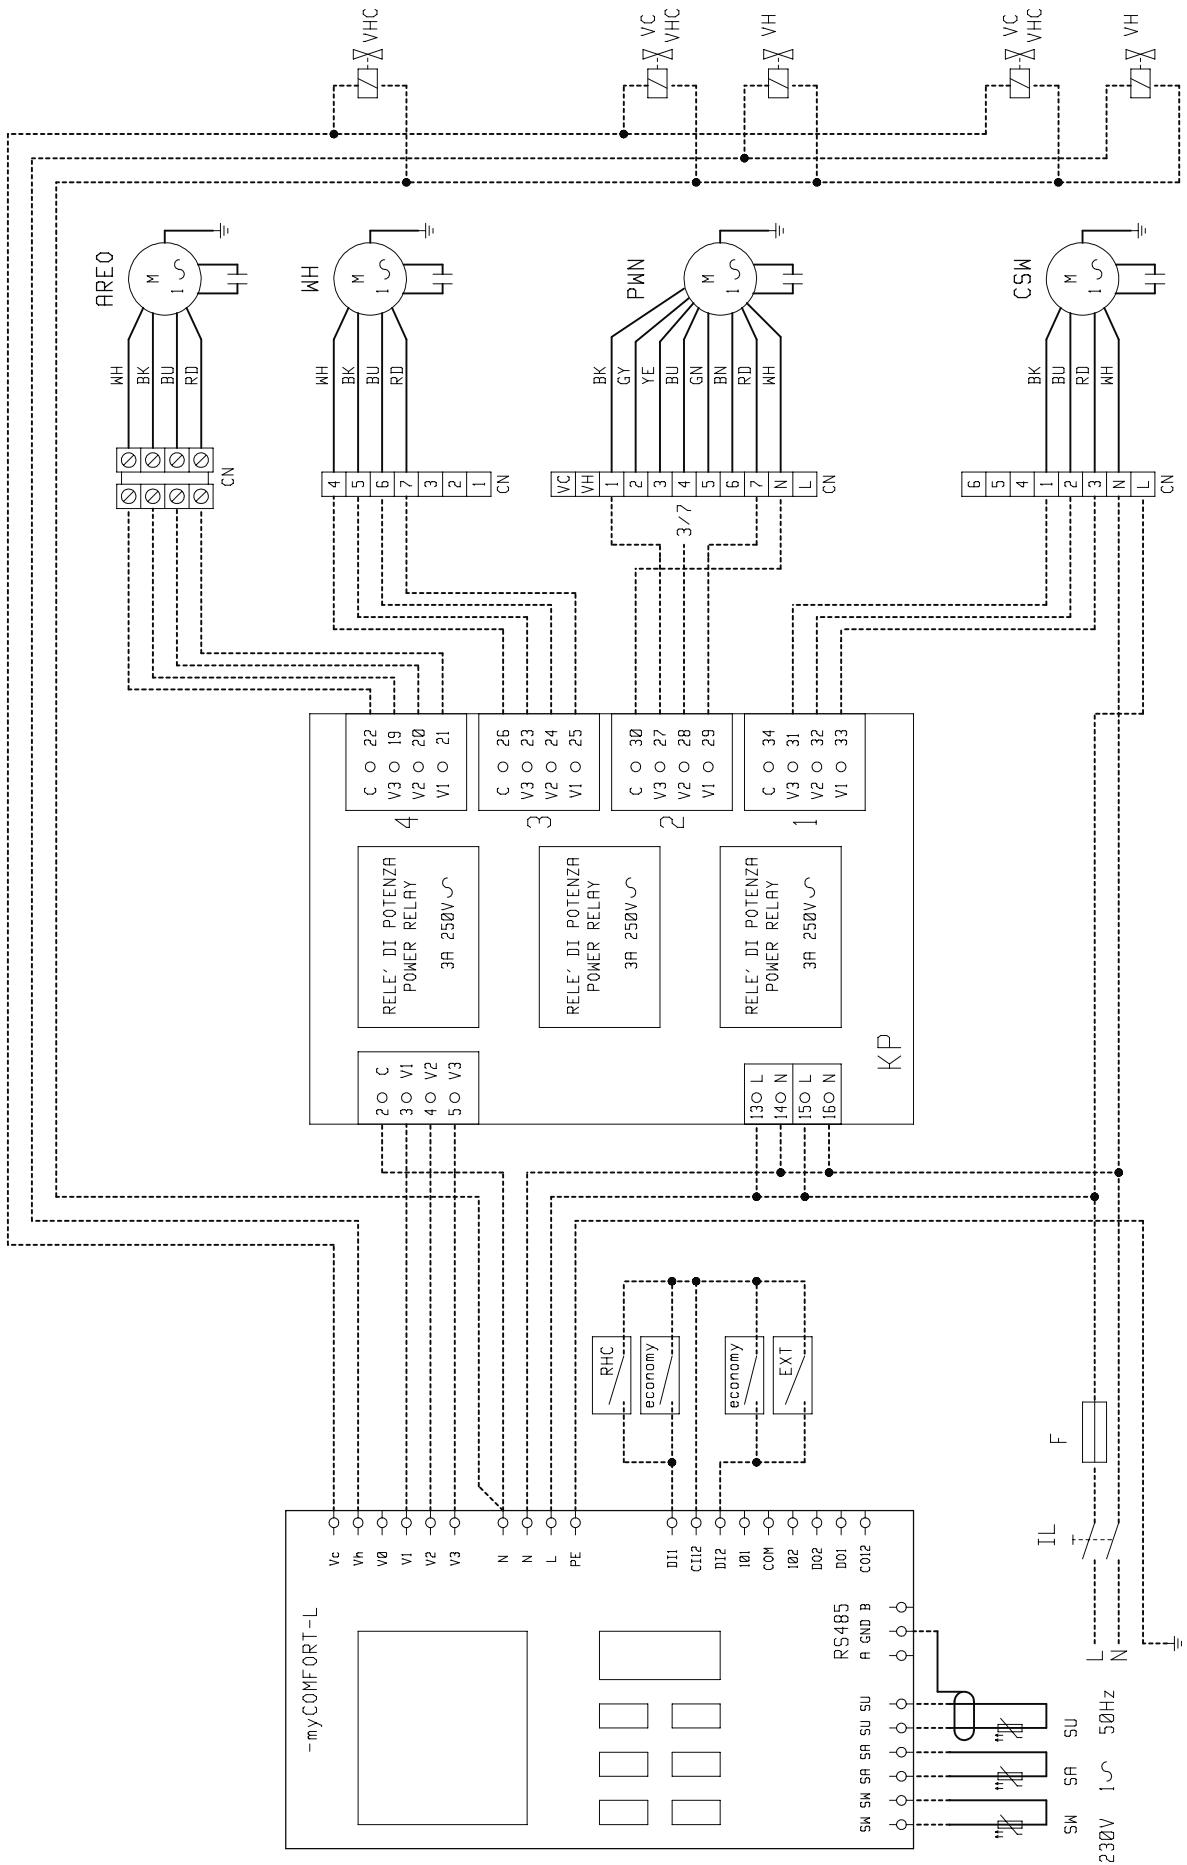 VHC
VC
VHC
VH
VC
VHC
VH
AREO
M
1
WH
M
1
PWN
M
1
CSW
M
1
WH
BK
BU
RD
WH
BK
BU
RD
BK
GY
YE
BU
GN
BN
RD
WH
BK
BU
RD
WH
CN
4
5
6
7
3
2
1
CN
VC
VH
1
2
3
4
5
6
7
N
L
CN
3/7
6
5
4
1
2
3
N
L
CN
C 22
V3 19
V2 20
V1 21
4
C 26
V3 23
V2 24
V1 25
3
C 30
V3 27
V2 28
V1 29
2
C 34
V3 31
V2 32
V1 33
1
RELE' DI POTENZA
POWER RELAY
3A 250V
RELE' DI POTENZA
POWER RELAY
3A 250V
RELE' DI POTENZA
POWER RELAY
3A 250V
2 C
3 V1
4 V2
5 V3
13 L
14 N
15 L
16 N
KP
RHC
economy
economy
EXT
F
IL
L
N
-myCOMFORT-L
Vc
Vh
V0
V1
V2
V3
N
N
L
PE
DI1
CI12
DI2
101
COM
102
DO2
DO1
CO12
RS485
A GND B
SW SW SA SA SU SU
SW
SA
SU
230V 1 50Hz